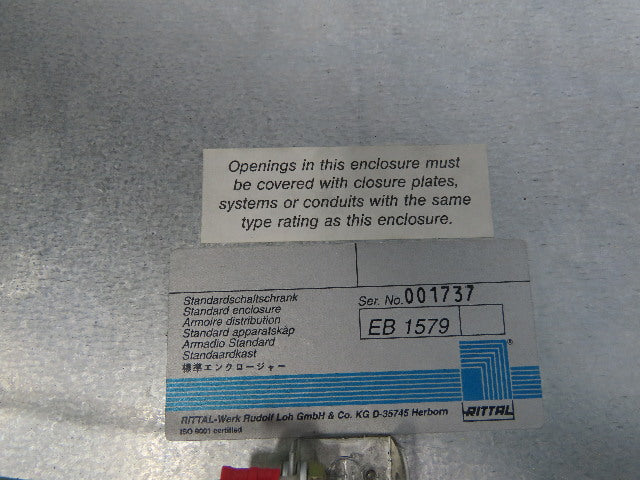 Openings in this enclosure must
be covered with closure plates,
systems or conduits with the same
type rating as this enclosure.
Standardschaltschrank
Standard enclosure
Armoire distribution
Standard apparatskåp
Armadio Standard
Standaardkast
標準エンクロージャー
Ser. No. 001737
EB 1579
®
RITTAL
RITTAL-Werk Rudolf Loh GmbH & Co. KG D-35745 Herborn
ISO 9001 certified